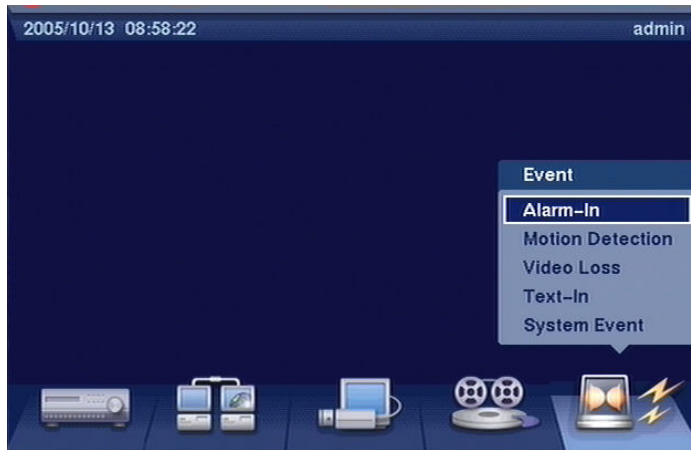 2005/10/13 08:58:22 admin
Event
Alarm-In
Motion Detection
Video Loss
Text-In
System Event